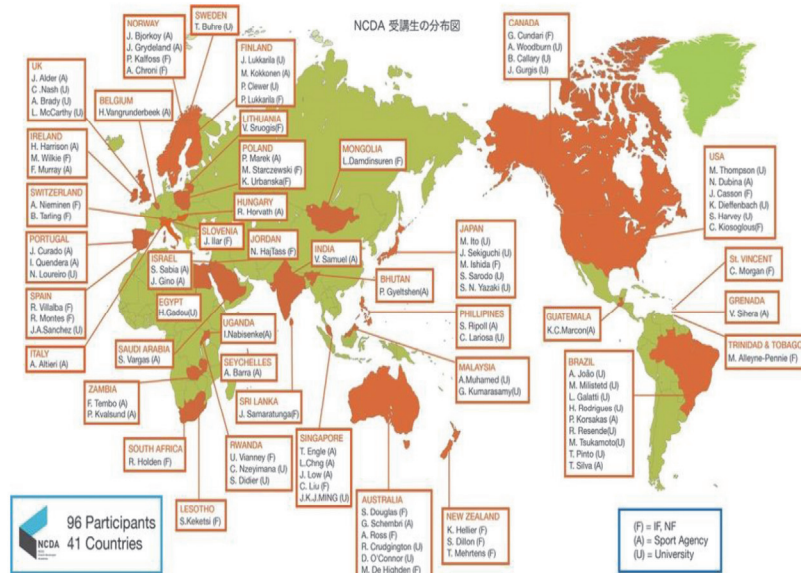 NCDA 受講生の分布図
NORWAY
J. Bjorkoy (A)
J. Grydeland (A)
P. Kalfoss (F)
A. Chroni (F)
SWEDEN
T. Buhre (U)
FINLAND
J. Lukkarila (U)
M. Kokkonen (A)
P. Clewer (U)
P. Lukkarila (F)
CANADA
G. Cundari (F)
A. Woodburn (U)
B. Callary (U)
J. Gurgis (U)
UK
J. Alder (A)
C .Nash (U)
A. Brady (U)
L. McCarthy (U)
BELGIUM
H.Vangrunderbeek (A)
LITHUANIA
V. Sruogis(F)
IRELAND
H. Harrison (A)
M. Wilkie (F)
F. Murray (A)
POLAND
P. Marek (A)
M. Starczewski (F)
K. Urbanska(F)
MONGOLIA
L.Damdinsuren (F)
USA
M. Thompson (U)
N. Dubina (A)
J. Casson (F)
K. Dieffenbach (U)
S. Harvey (U)
C. Kiosoglous(F)
SWITZERLAND
A. Nieminen (F)
B. Tarling (F)
HUNGARY
R. Horvath (A)
SLOVENIA
J. Ilar (F)
JORDAN
N. HajTass (F)
INDIA
V. Samuel (A)
JAPAN
M. Ito (U)
J. Sekiguchi (U)
M. Ishida (F)
S. Sarodo (U)
S. N. Yazaki (U)
PORTUGAL
J. Curado (A)
I. Quendera (A)
N. Loureiro (U)
ISRAEL
S. Sabia (A)
J. Gino (A)
BHUTAN
P. Gyeltshen(A)
St. VINCENT
C. Morgan (F)
SPAIN
R. Villalba (F)
R. Montes (F)
J.A.Sanchez (U)
EGYPT
H.Gadou(U)
PHILLIPINES
S. Ripoll (A)
C. Lariosa (U)
GUATEMALA
K.C.Marcon(A)
GRENADA
V. Sihera (A)
ITALY
A. Altieri (A)
UGANDA
I.Nabisenke(A)
SAUDI ARABIA
S. Vargas (A)
SEYCHELLES
A. Barra (A)
MALAYSIA
A.Muhamed (U)
G. Kumarasamy(U)
TRINIDAD & TOBAGO
M. Alleyne-Pennie (F)
ZAMBIA
F. Tembo (A)
P. Kvalsund (A)
SRI LANKA
J. Samaratunga(F)
BRAZIL
A. João (U)
M. Milistetd (U)
L. Galatti (U)
H. Rodrigues (U)
P. Korsakas (A)
R. Resende(U)
M. Tsukamoto(U)
T. Pinto (U)
T. Silva (A)
SOUTH AFRICA
R. Holden (F)
RWANDA
U. Vianney (F)
C. Nzeyimana (U)
S. Didier (U)
SINGAPORE
T. Engle (A)
L.Chng (A)
J. Low (A)
C. Liu (F)
J.K.J.MING (U)
LESOTHO
S.Keketsi (F)
AUSTRALIA
S. Douglas (F)
G. Schembri (A)
A. Ross (F)
R. Crudgington (U)
D. O'Connor (U)
M. De Highden (F)
NEW ZEALAND
K. Hellier (F)
S. Dillon (F)
T. Mehrtens (F)
NCDA
96 Participants
41 Countries
(F) = IF, NF
(A) = Sport Agency
(U) = University